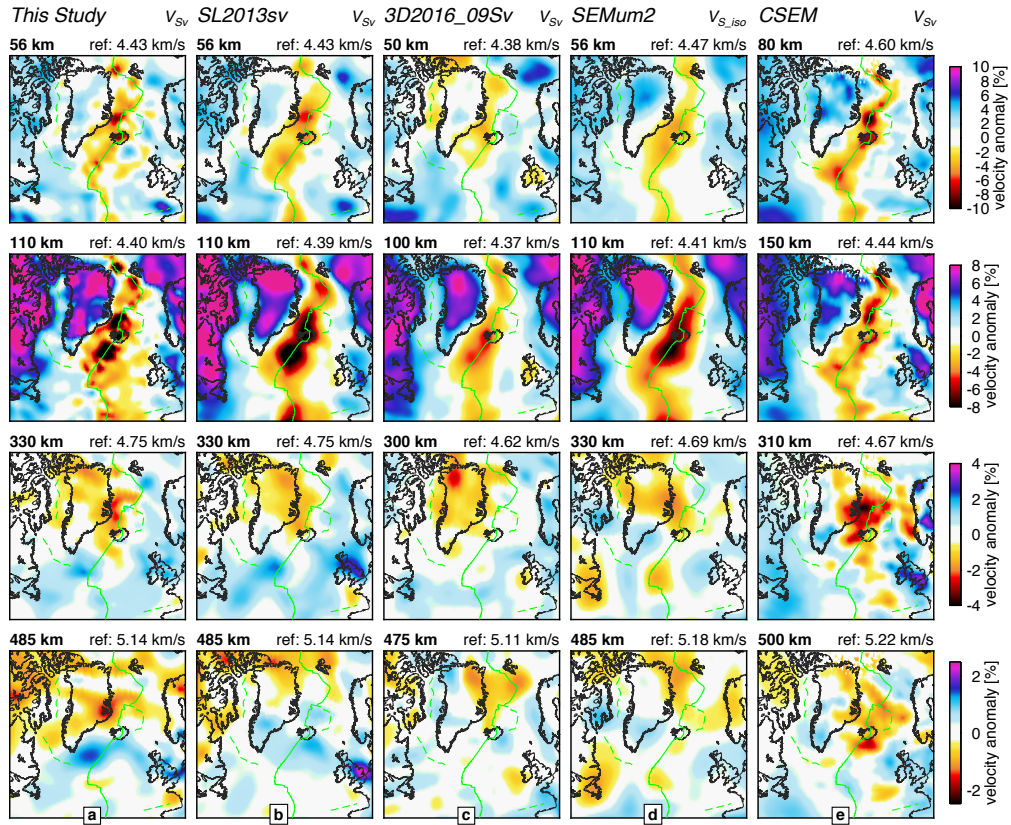 This Study V_Sv SL2013sv V_Sv 3D2016_09Sv V_Sv SEMum2 V_S_iso CSEM V_Sv
56 km ref: 4.43 km/s 56 km ref: 4.43 km/s 50 km ref: 4.38 km/s 56 km ref: 4.47 km/s 80 km ref: 4.60 km/s
10
8
6
4
2
0
-2
-4
-6
-8
-10
velocity anomaly [%]
110 km ref: 4.40 km/s 110 km ref: 4.39 km/s 100 km ref: 4.37 km/s 110 km ref: 4.41 km/s 150 km ref: 4.44 km/s
8
6
4
2
0
-2
-4
-6
-8
velocity anomaly [%]
330 km ref: 4.75 km/s 330 km ref: 4.75 km/s 300 km ref: 4.62 km/s 330 km ref: 4.69 km/s 310 km ref: 4.67 km/s
4
2
0
-2
-4
velocity anomaly [%]
485 km ref: 5.14 km/s 485 km ref: 5.14 km/s 475 km ref: 5.11 km/s 485 km ref: 5.18 km/s 500 km ref: 5.22 km/s
2
0
-2
velocity anomaly [%]
a b c d e